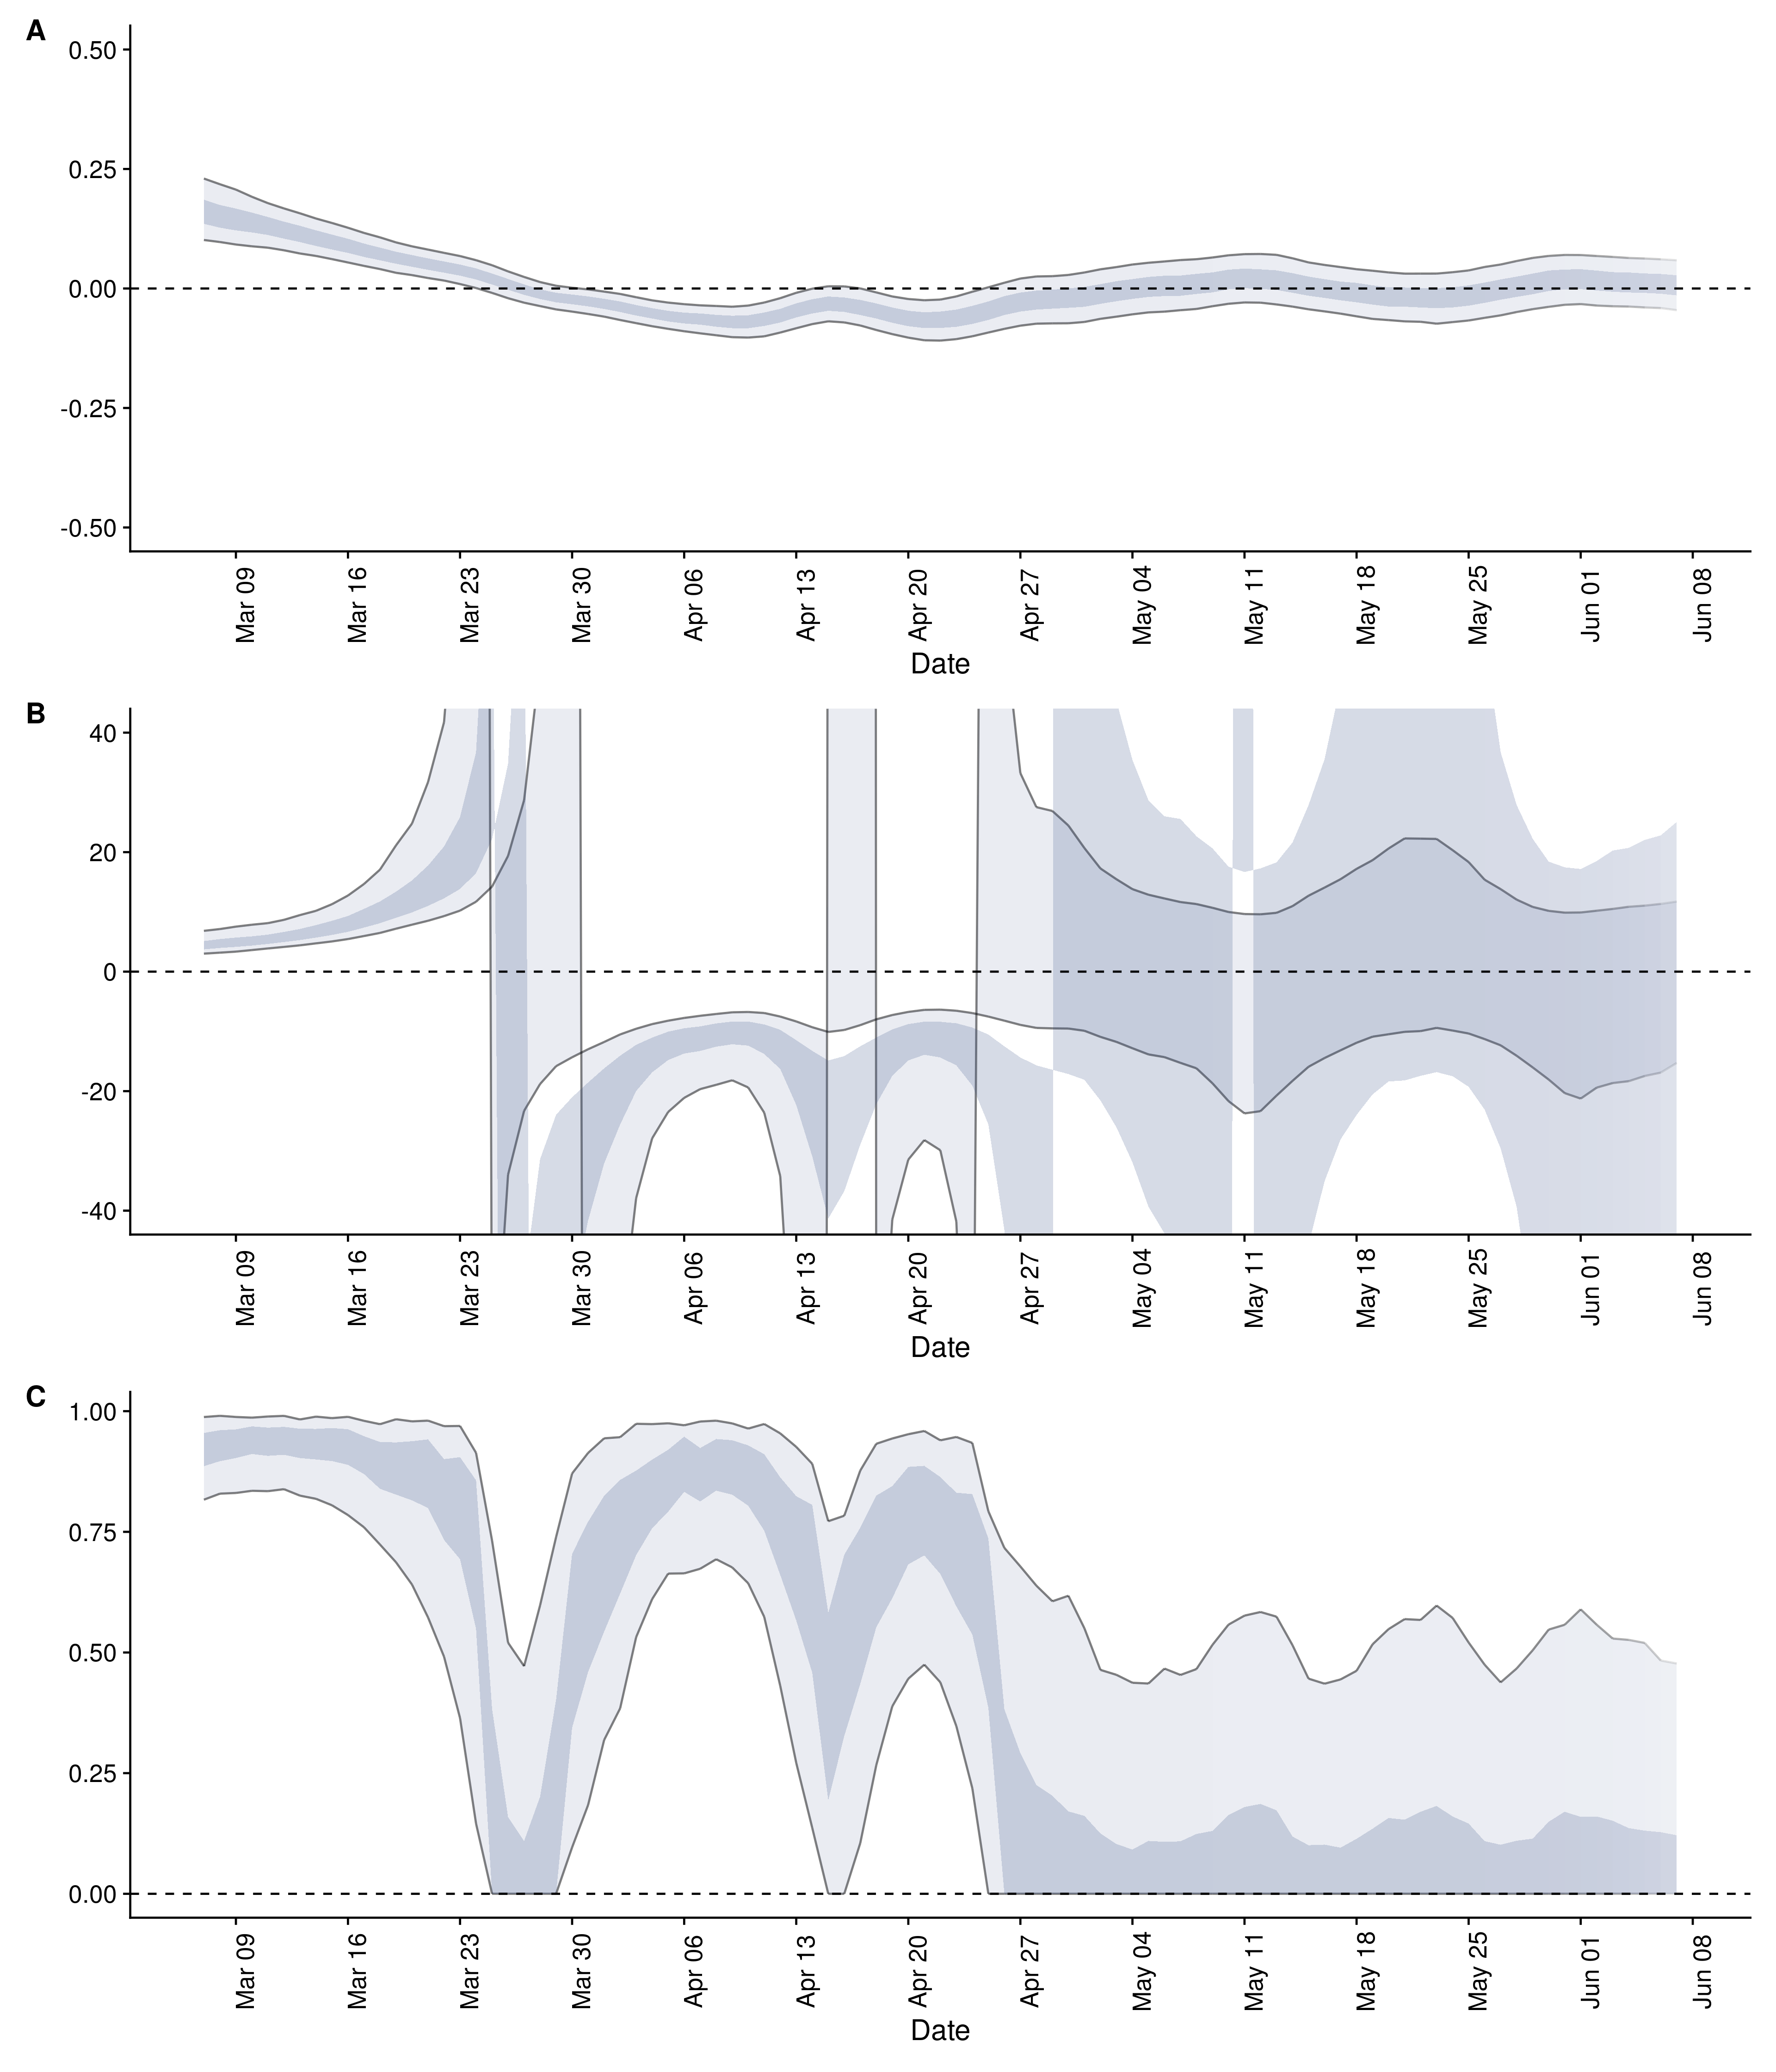 A
0.50
0.25
0.00
-0.25
-0.50
Mar 09
Mar 16
Mar 23
Mar 30
Apr 06
Apr 13
Apr 20
Apr 27
May 04
May 11
May 18
May 25
Jun 01
Jun 08
Date
B
40
20
0
-20
-40
Mar 09
Mar 16
Mar 23
Mar 30
Apr 06
Apr 13
Apr 20
Apr 27
May 04
May 11
May 18
May 25
Jun 01
Jun 08
Date
C
1.00
0.75
0.50
0.25
0.00
Mar 09
Mar 16
Mar 23
Mar 30
Apr 06
Apr 13
Apr 20
Apr 27
May 04
May 11
May 18
May 25
Jun 01
Jun 08
Date